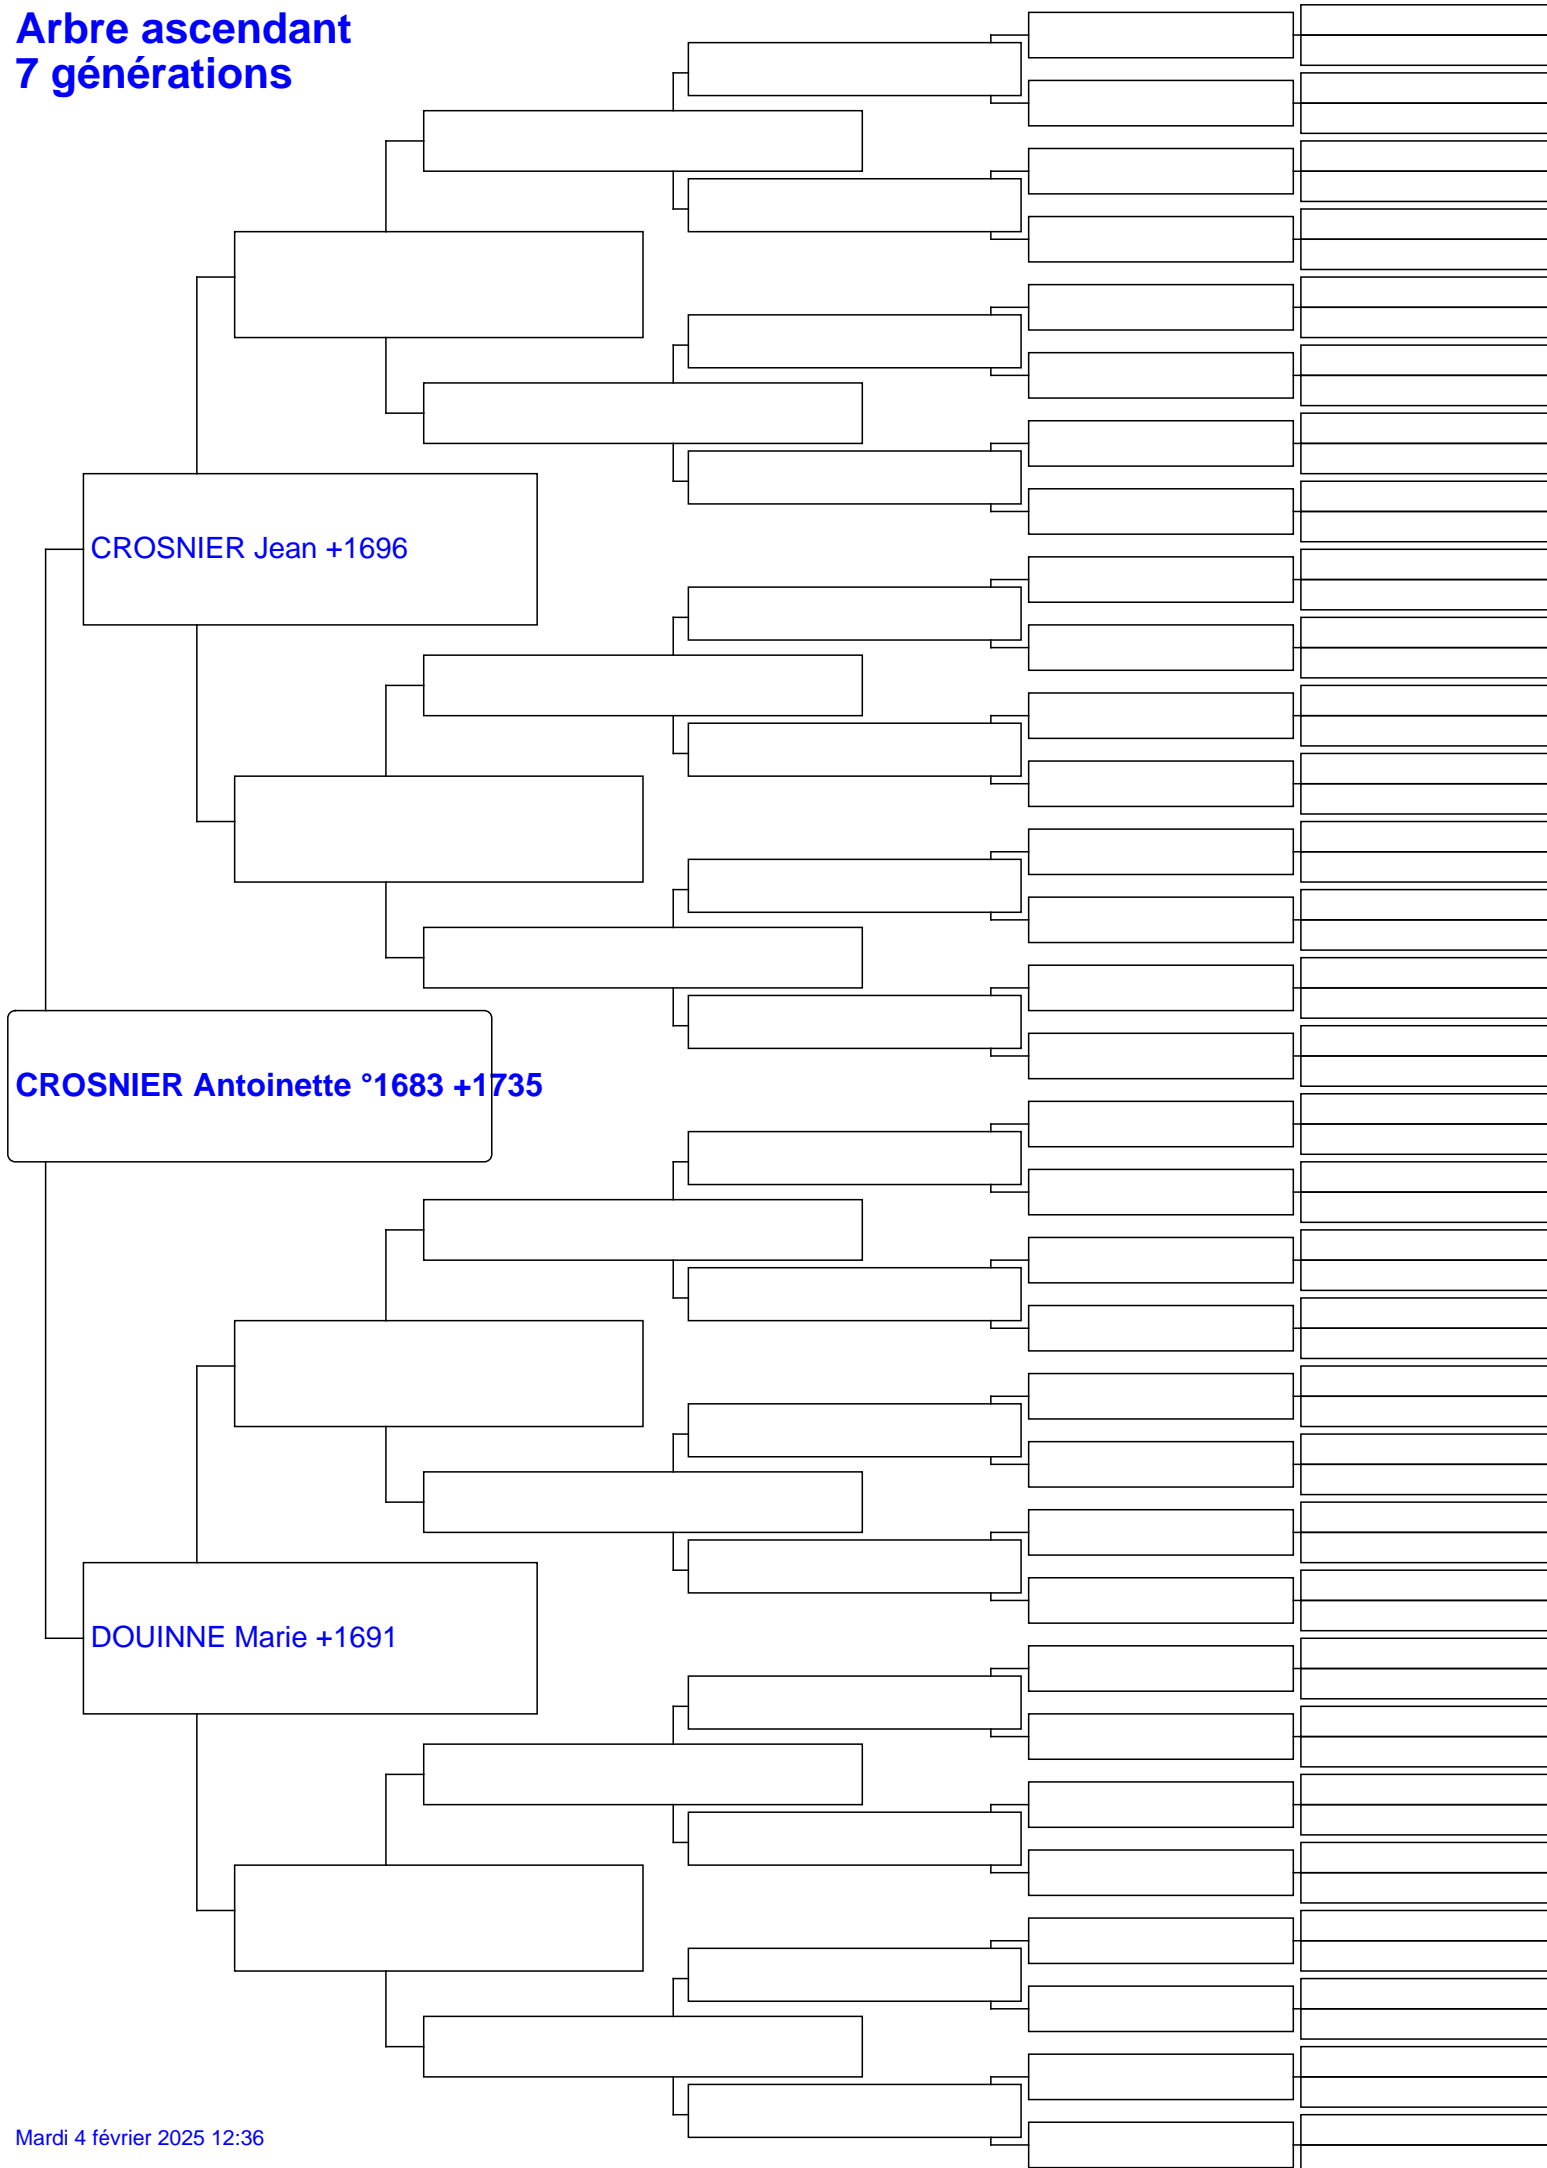 Arbre ascendant
7 générations
CROSNIER Jean +1696
CROSNIER Antoinette °1683 +1735
DOUINNE Marie +1691
Mardi 4 février 2025 12:36